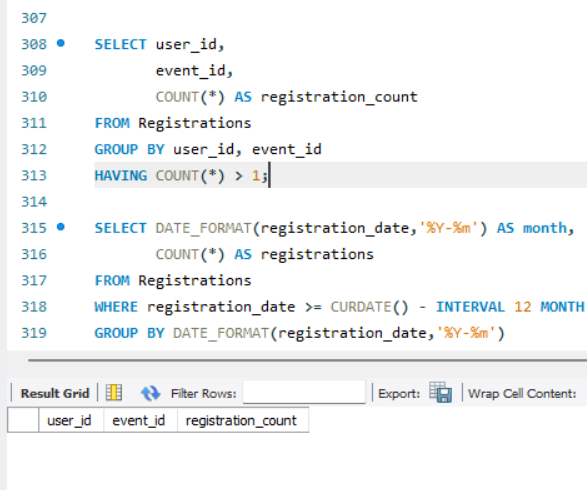 307
308 SELECT user_id,
309 event_id,
310 COUNT(*) AS registration_count
311 FROM Registrations
312 GROUP BY user_id, event_id
313 HAVING COUNT(*) > 1;
314
315 SELECT DATE_FORMAT(registration_date,'%Y-%m') AS month,
316 COUNT(*) AS registrations
317 FROM Registrations
318 WHERE registration_date >= CURDATE() - INTERVAL 12 MONTH
319 GROUP BY DATE_FORMAT(registration_date,'%Y-%m')
Result Grid Filter Rows: Export: Wrap Cell Content:
user_id event_id registration_count